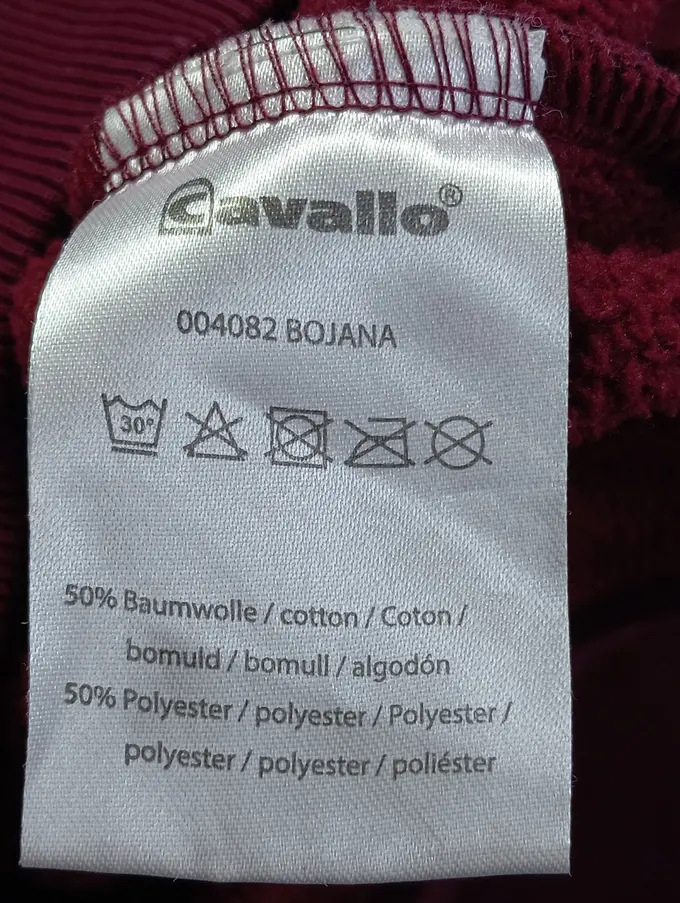 Cavallo®
004082 BOJANA
30°
50% Baumwolle / cotton / Coton /
bomuld / bomull / algodón
50% Polyester / polyester / Polyester /
polyester / polyester / poliéster